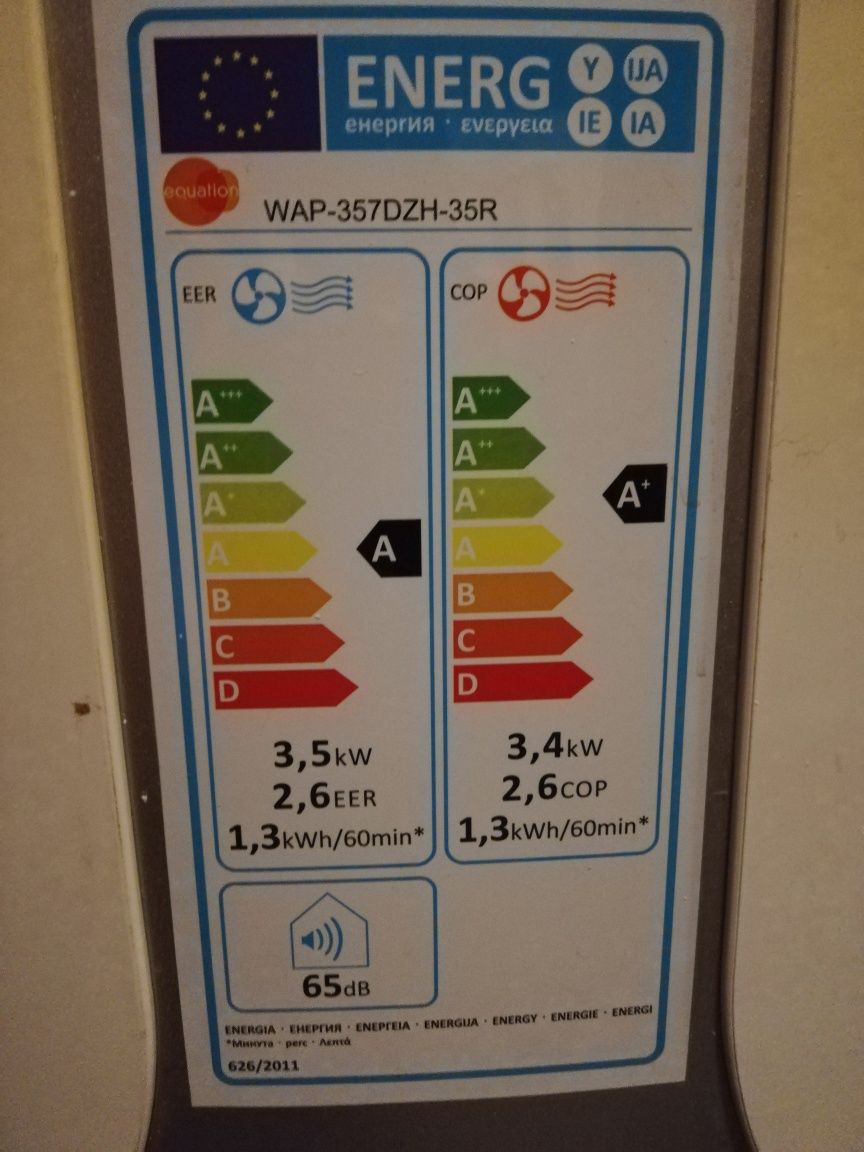 ENERG
енергия · ενεργεια
Y IJA
IE IA
equation
WAP-357DZH-35R
EER
A+++
A++
A+
A
B
C
D
A
3,5kW
2,6EER
1,3kWh/60min*
COP
A+++
A++
A+
A
B
C
D
A+
3,4kW
2,6COP
1,3kWh/60min*
65dB
ENERGIA · ЕНЕРГИЯ · ΕΝΕΡΓΕΙΑ · ENERGIJA · ENERGY · ENERGIE · ENERGI
*Минута · perc · Λεπτά
626/2011